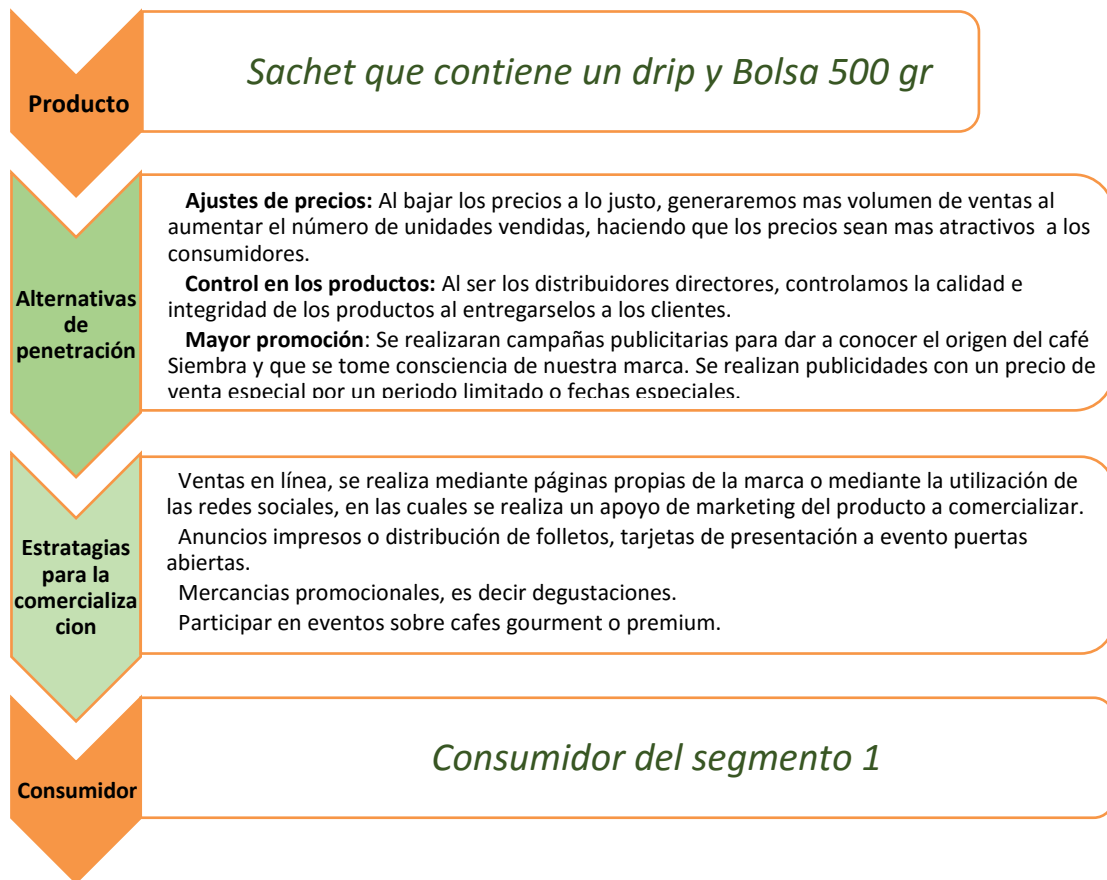 Producto
Sachet que contiene un drip y Bolsa 500 gr
Alternativas
de
penetración
Ajustes de precios: Al bajar los precios a lo justo, generaremos mas volumen de ventas al
aumentar el número de unidades vendidas, haciendo que los precios sean mas atractivos a los
consumidores.
Control en los productos: Al ser los distribuidores directores, controlamos la calidad e
integridad de los productos al entregarselos a los clientes.
Mayor promoción: Se realizaran campañas publicitarias para dar a conocer el origen del café
Siembra y que se tome consciencia de nuestra marca. Se realizan publicidades con un precio de
venta especial por un periodo limitado o fechas especiales.
Estratagias
para la
comercializa
cion
Ventas en línea, se realiza mediante páginas propias de la marca o mediante la utilización de
las redes sociales, en las cuales se realiza un apoyo de marketing del producto a comercializar.
Anuncios impresos o distribución de folletos, tarjetas de presentación a evento puertas
abiertas.
Mercancias promocionales, es decir degustaciones.
Participar en eventos sobre cafes gourment o premium.
Consumidor
Consumidor del segmento 1